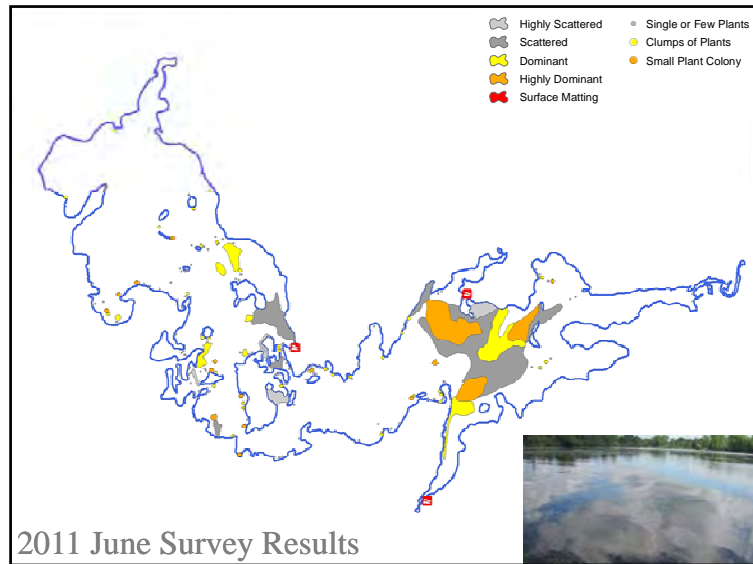 Highly Scattered
Scattered
Dominant
Highly Dominant
Surface Matting
Single or Few Plants
Clumps of Plants
Small Plant Colony
2011 June Survey Results